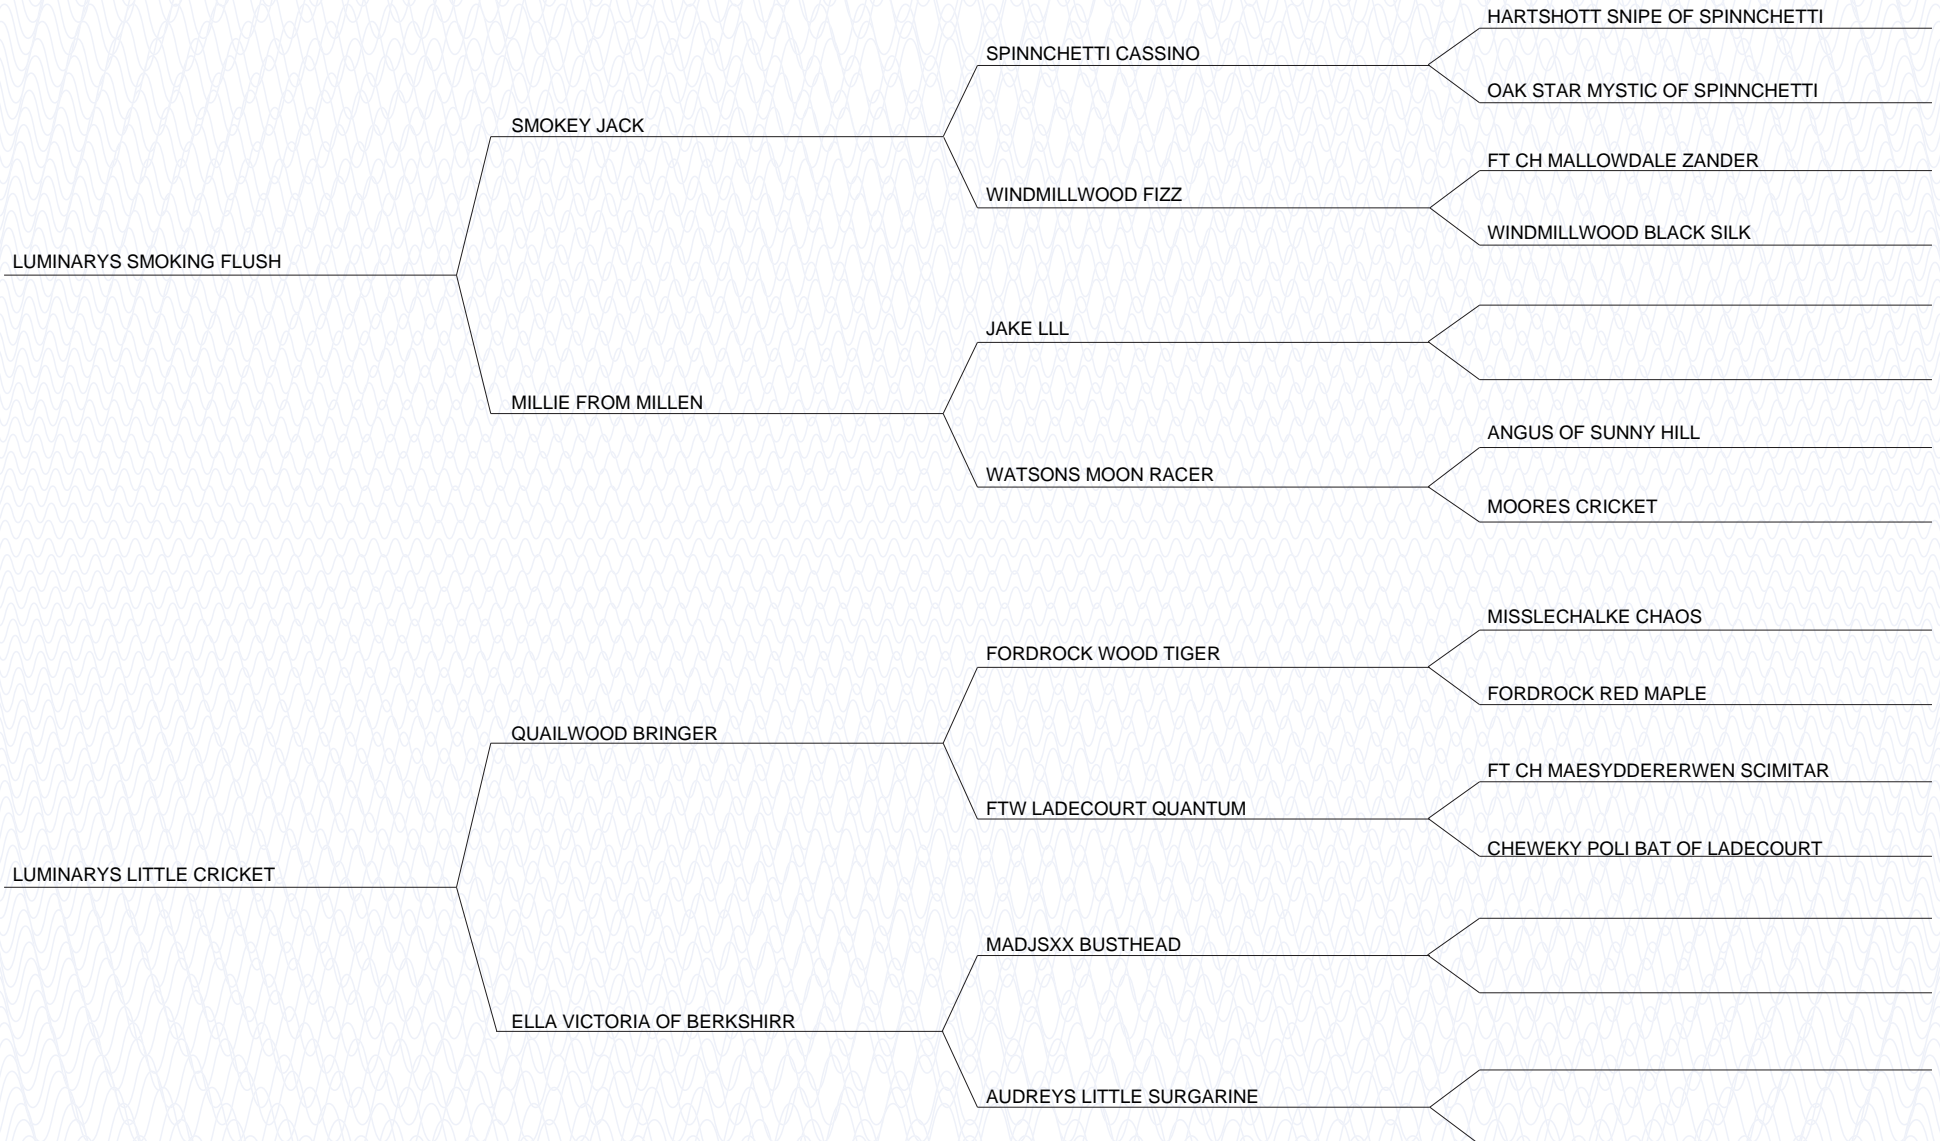 HARTSHOTT SNIPE OF SPINNCHETTI
SPINNCHETTI CASSINO
OAK STAR MYSTIC OF SPINNCHETTI
SMOKEY JACK
FT CH MALLOWDALE ZANDER
WINDMILLWOOD FIZZ
WINDMILLWOOD BLACK SILK
LUMINARYS SMOKING FLUSH
JAKE LLL
MILLIE FROM MILLEN
ANGUS OF SUNNY HILL
WATSONS MOON RACER
MOORES CRICKET
MISSLECHALKE CHAOS
FORDROCK WOOD TIGER
FORDROCK RED MAPLE
QUAILWOOD BRINGER
FT CH MAESYDDERERWEN SCIMITAR
FTW LADECOURT QUANTUM
CHEWEKY POLI BAT OF LADECOURT
LUMINARYS LITTLE CRICKET
MADJSXX BUSTHEAD
ELLA VICTORIA OF BERKSHIRR
AUDREYS LITTLE SURGARINE